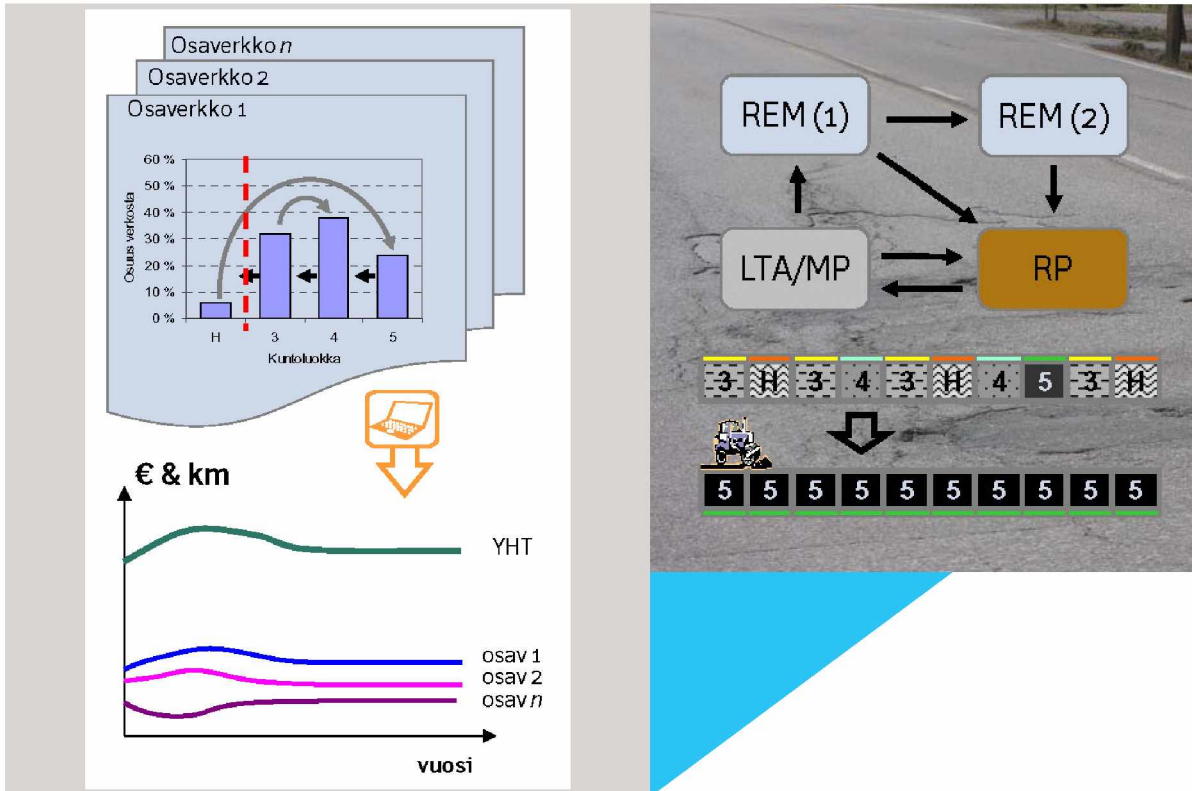 Osaverkko n
Osaverkko 2
Osaverkko 1
60 %
50 %
40 %
30 %
20 %
10 %
0 %
Osuus verkosta
H 3 4 5
Kuntoluokka
€ & km
YHT
osav 1
osav 2
osav n
vuosi
REM (1) REM (2)
LTA/MP RP
3 H 3 4 3 H 4 5 3 H
5 5 5 5 5 5 5 5 5 5